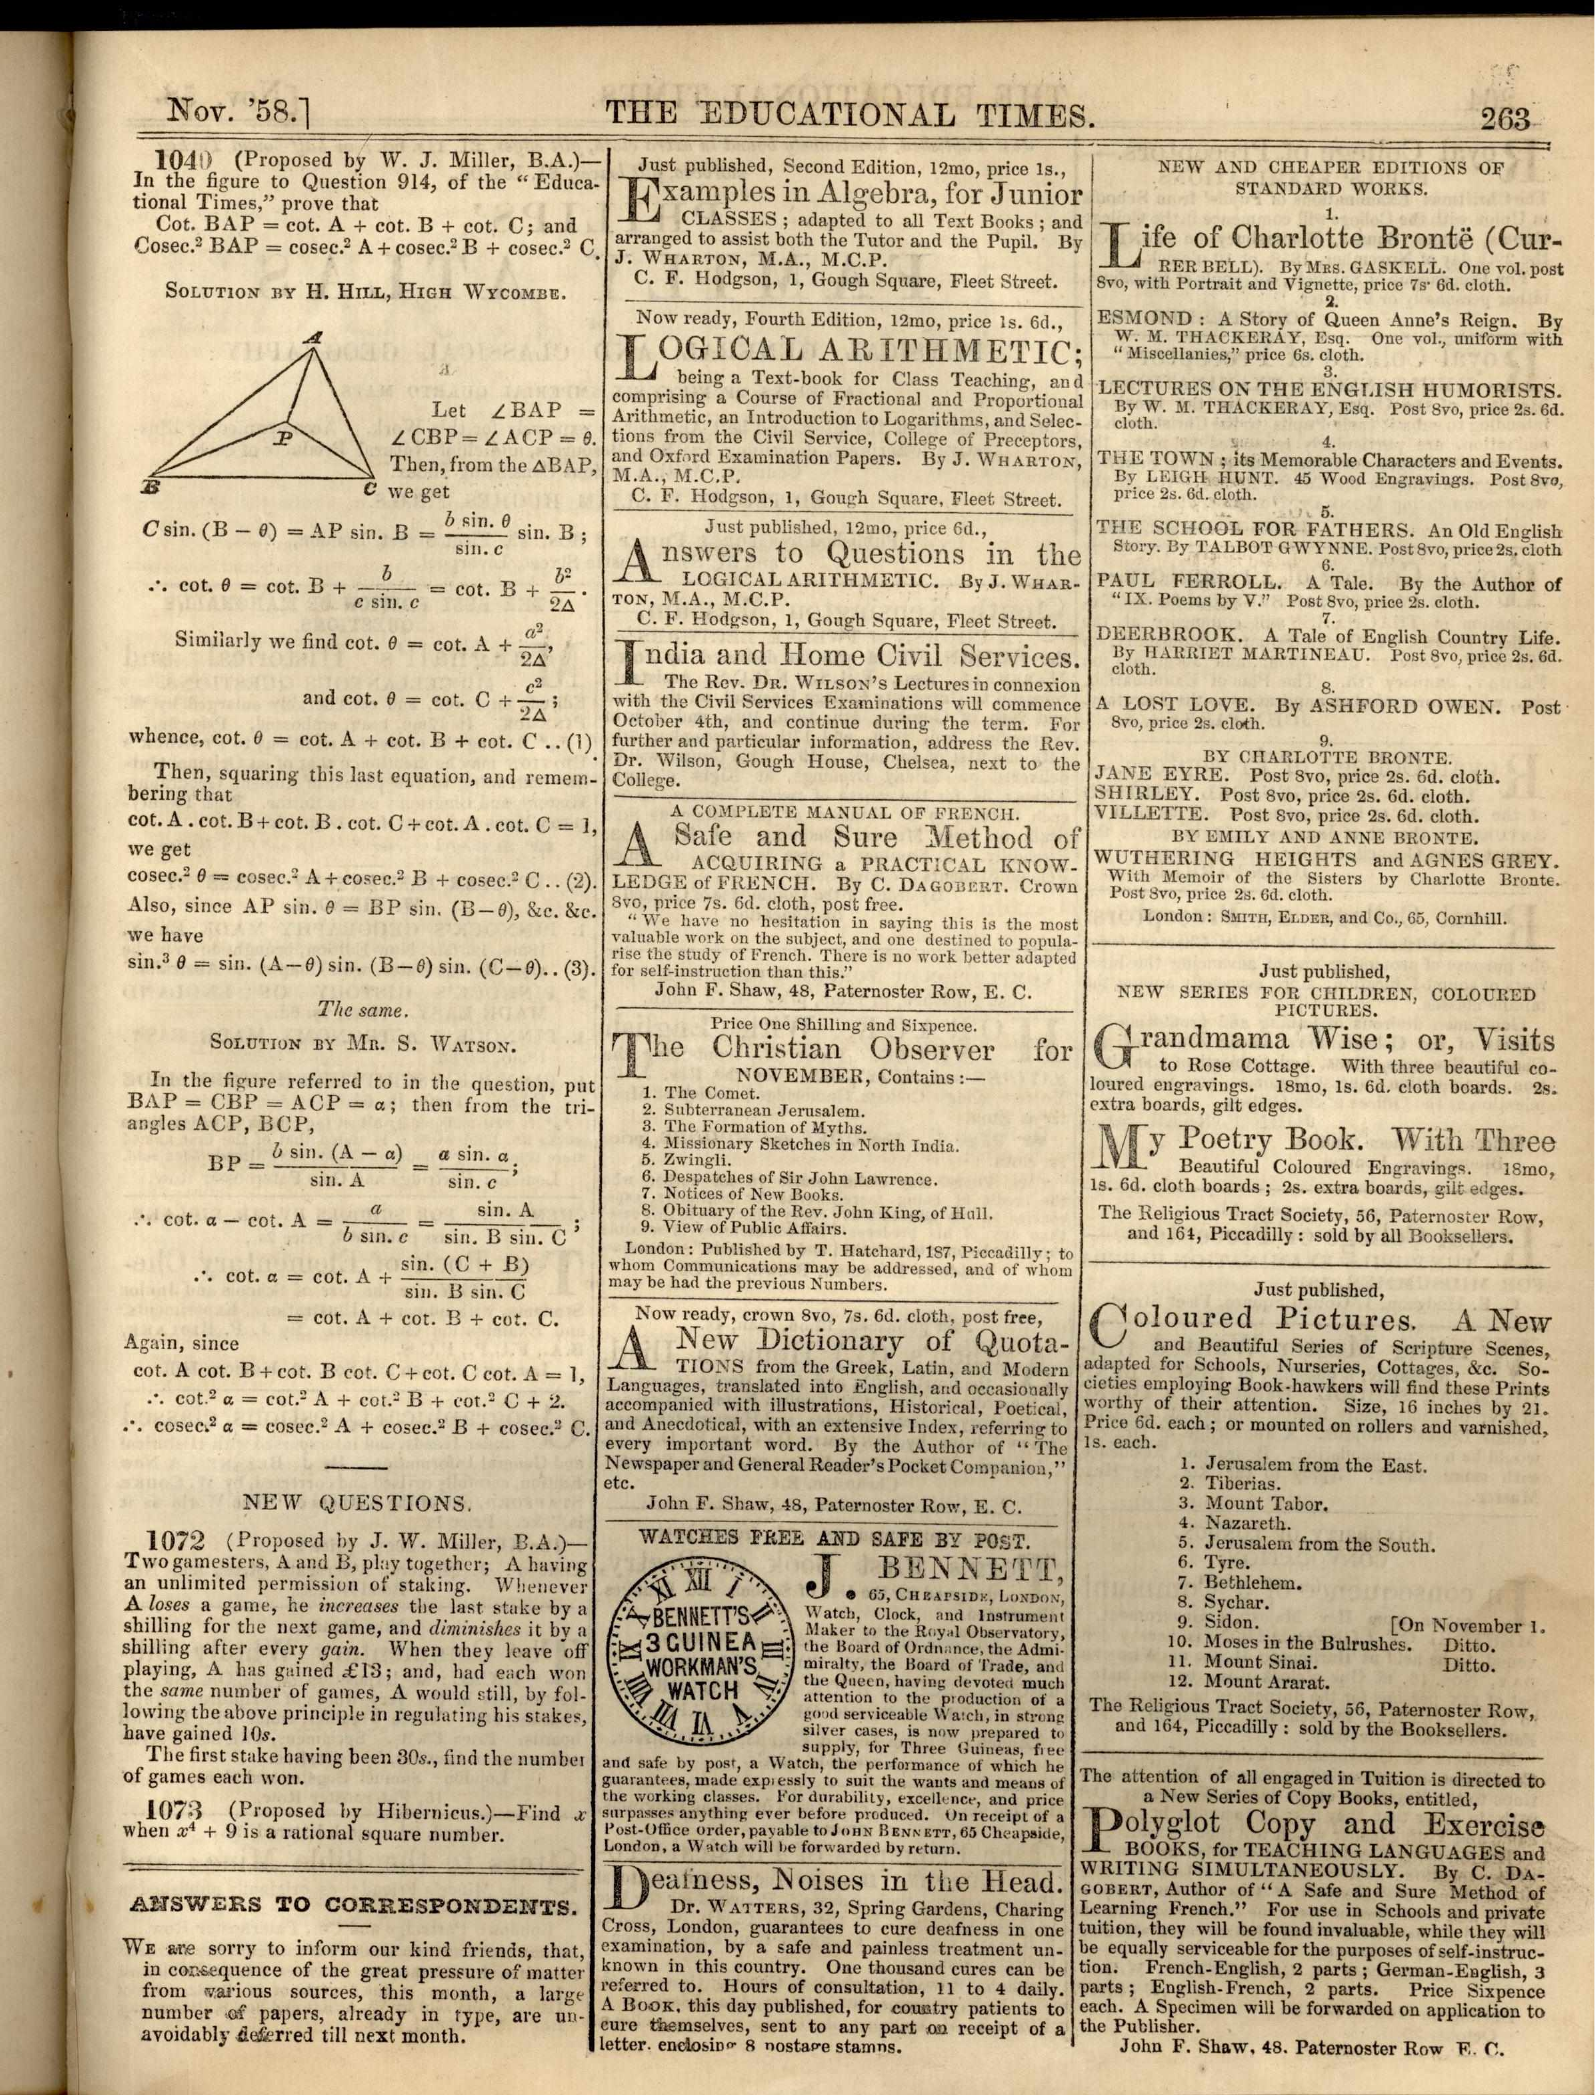 Nov. '58.]
THE EDUCATIONAL TIMES.
263
1040 (Proposed by W. J. Miller, B.A.)—
In the figure to Question 914, of the "Educa-
tional Times," prove that
Cot. BAP = cot. A + cot. B + cot. C; and
Cosec.² BAP = cosec.² A + cosec.² B + cosec.² C.
SOLUTION BY H. HILL, HIGH WYCOMBE.
A
P
B
C
Let ∠BAP =
∠CBP = ∠ACP = θ.
Then, from the ΔBAP,
we get
C sin. (B − θ) = AP sin. B = b sin. θ / sin. c sin. B;
∴ cot. θ = cot. B + b / c sin. c = cot. B + b² / 2Δ.
Similarly we find cot. θ = cot. A + a² / 2Δ,
and cot. θ = cot. C + c² / 2Δ;
whence, cot. θ = cot. A + cot. B + cot. C .. (1)
Then, squaring this last equation, and remem-
bering that
cot. A . cot. B + cot. B . cot. C + cot. A . cot. C = 1,
we get
cosec.² θ = cosec.² A + cosec.² B + cosec.² C .. (2).
Also, since AP sin. θ = BP sin. (B−θ), &c. &c.
we have
sin.³ θ = sin. (A−θ) sin. (B−θ) sin. (C−θ).. (3).
The same.
SOLUTION BY MR. S. WATSON.
In the figure referred to in the question, put
BAP = CBP = ACP = α; then from the tri-
angles ACP, BCP,
BP = b sin. (A − α) / sin. A = a sin. α / sin. c;
∴ cot. α − cot. A = a / b sin. c = sin. A / sin. B sin. C;
∴ cot. α = cot. A + sin. (C + B) / sin. B sin. C
= cot. A + cot. B + cot. C.
Again, since
cot. A cot. B + cot. B cot. C + cot. C cot. A = 1,
∴ cot.² α = cot.² A + cot.² B + cot.² C + 2.
∴ cosec.² α = cosec.² A + cosec.² B + cosec.² C.
NEW QUESTIONS.
1072 (Proposed by J. W. Miller, B.A.)—
Two gamesters, A and B, play together; A having
an unlimited permission of staking. Whenever
A loses a game, he increases the last stake by a
shilling for the next game, and diminishes it by a
shilling after every gain. When they leave off
playing, A has gained £13; and, had each won
the same number of games, A would still, by fol-
lowing the above principle in regulating his stakes,
have gained 10s.
The first stake having been 30s., find the number
of games each won.
1073 (Proposed by Hibernicus.)—Find x
when x⁴ + 9 is a rational square number.
ANSWERS TO CORRESPONDENTS.
WE are sorry to inform our kind friends, that,
in consequence of the great pressure of matter
from various sources, this month, a large
number of papers, already in type, are un-
avoidably deferred till next month.
Just published, Second Edition, 12mo, price 1s.,
Examples in Algebra, for Junior
CLASSES; adapted to all Text Books; and
arranged to assist both the Tutor and the Pupil. By
J. WHARTON, M.A., M.C.P.
C. F. Hodgson, 1, Gough Square, Fleet Street.
Now ready, Fourth Edition, 12mo, price 1s. 6d.,
LOGICAL ARITHMETIC;
being a Text-book for Class Teaching, and
comprising a Course of Fractional and Proportional
Arithmetic, an Introduction to Logarithms, and Selec-
tions from the Civil Service, College of Preceptors,
and Oxford Examination Papers. By J. WHARTON,
M.A., M.C.P.
C. F. Hodgson, 1, Gough Square, Fleet Street.
Just published, 12mo, price 6d.,
Answers to Questions in the
LOGICAL ARITHMETIC. By J. WHAR-
TON, M.A., M.C.P.
C. F. Hodgson, 1, Gough Square, Fleet Street.
India and Home Civil Services.
The Rev. DR. WILSON'S Lectures in connexion
with the Civil Services Examinations will commence
October 4th, and continue during the term. For
further and particular information, address the Rev.
Dr. Wilson, Gough House, Chelsea, next to the
College.
A COMPLETE MANUAL OF FRENCH.
A Safe and Sure Method of
ACQUIRING a PRACTICAL KNOW-
LEDGE of FRENCH. By C. DAGOBERT. Crown
8vo, price 7s. 6d. cloth, post free.
"We have no hesitation in saying this is the most
valuable work on the subject, and one destined to popula-
rise the study of French. There is no work better adapted
for self-instruction than this."
John F. Shaw, 48, Paternoster Row, E. C.
Price One Shilling and Sixpence.
The Christian Observer for
NOVEMBER, Contains:—
1. The Comet.
2. Subterranean Jerusalem.
3. The Formation of Myths.
4. Missionary Sketches in North India.
5. Zwingli.
6. Despatches of Sir John Lawrence.
7. Notices of New Books.
8. Obituary of the Rev. John King, of Hull.
9. View of Public Affairs.
London: Published by T. Hatchard, 187, Piccadilly; to
whom Communications may be addressed, and of whom
may be had the previous Numbers.
Now ready, crown 8vo, 7s. 6d. cloth, post free,
A New Dictionary of Quota-
TIONS from the Greek, Latin, and Modern
Languages, translated into English, and occasionally
accompanied with illustrations, Historical, Poetical,
and Anecdotical, with an extensive Index, referring to
every important word. By the Author of "The
Newspaper and General Reader's Pocket Companion,"
etc.
John F. Shaw, 48, Paternoster Row, E. C.
WATCHES FREE AND SAFE BY POST.
BENNETT'S
3 GUINEA
WORKMAN'S
WATCH
J. BENNETT,
65, CHEAPSIDE, LONDON,
Watch, Clock, and Instrument
Maker to the Royal Observatory,
the Board of Ordnance, the Admi-
miralty, the Board of Trade, and
the Queen, having devoted much
attention to the production of a
good serviceable Watch, in strong
silver cases, is now prepared to
supply, for Three Guineas, free
and safe by post, a Watch, the performance of which he
guarantees, made expressly to suit the wants and means of
the working classes. For durability, excellence, and price
surpasses anything ever before produced. On receipt of a
Post-Office order, payable to JOHN BENNETT, 65 Cheapside,
London, a Watch will be forwarded by return.
Deafness, Noises in the Head.
Dr. WATTERS, 32, Spring Gardens, Charing
Cross, London, guarantees to cure deafness in one
examination, by a safe and painless treatment un-
known in this country. One thousand cures can be
referred to. Hours of consultation, 11 to 4 daily.
A BOOK, this day published, for country patients to
cure themselves, sent to any part on receipt of a
letter, enclosing 8 postage stamps.
NEW AND CHEAPER EDITIONS OF
STANDARD WORKS.
1.
Life of Charlotte Brontë (Cur-
RER BELL). By MRS. GASKELL. One vol. post
8vo, with Portrait and Vignette, price 7s. 6d. cloth.
2.
ESMOND: A Story of Queen Anne's Reign. By
W. M. THACKERAY, Esq. One vol., uniform with
"Miscellanies," price 6s. cloth.
3.
LECTURES ON THE ENGLISH HUMORISTS.
By W. M. THACKERAY, Esq. Post 8vo, price 2s. 6d.
cloth.
4.
THE TOWN; its Memorable Characters and Events.
By LEIGH HUNT. 45 Wood Engravings. Post 8vo,
price 2s. 6d. cloth.
5.
THE SCHOOL FOR FATHERS. An Old English
Story. By TALBOT GWYNNE. Post 8vo, price 2s. cloth
6.
PAUL FERROLL. A Tale. By the Author of
"IX. Poems by V." Post 8vo, price 2s. cloth.
7.
DEERBROOK. A Tale of English Country Life.
By HARRIET MARTINEAU. Post 8vo, price 2s. 6d.
cloth.
8.
A LOST LOVE. By ASHFORD OWEN. Post
8vo, price 2s. cloth.
9.
BY CHARLOTTE BRONTE.
JANE EYRE. Post 8vo, price 2s. 6d. cloth.
SHIRLEY. Post 8vo, price 2s. 6d. cloth.
VILLETTE. Post 8vo, price 2s. 6d. cloth.
BY EMILY AND ANNE BRONTE.
WUTHERING HEIGHTS and AGNES GREY.
With Memoir of the Sisters by Charlotte Bronte.
Post 8vo, price 2s. 6d. cloth.
London: SMITH, ELDER, and Co., 65, Cornhill.
Just published,
NEW SERIES FOR CHILDREN, COLOURED
PICTURES.
Grandmama Wise; or, Visits
to Rose Cottage. With three beautiful co-
loured engravings. 18mo, 1s. 6d. cloth boards. 2s.
extra boards, gilt edges.
My Poetry Book. With Three
Beautiful Coloured Engravings. 18mo,
1s. 6d. cloth boards; 2s. extra boards, gilt edges.
The Religious Tract Society, 56, Paternoster Row,
and 164, Piccadilly: sold by all Booksellers.
Just published,
Coloured Pictures. A New
and Beautiful Series of Scripture Scenes,
adapted for Schools, Nurseries, Cottages, &c. So-
cieties employing Book-hawkers will find these Prints
worthy of their attention. Size, 16 inches by 21.
Price 6d. each; or mounted on rollers and varnished,
1s. each.
1. Jerusalem from the East.
2. Tiberias.
3. Mount Tabor.
4. Nazareth.
5. Jerusalem from the South.
6. Tyre.
7. Bethlehem.
8. Sychar.
9. Sidon. [On November 1.
10. Moses in the Bulrushes. Ditto.
11. Mount Sinai. Ditto.
12. Mount Ararat.
The Religious Tract Society, 56, Paternoster Row,
and 164, Piccadilly: sold by the Booksellers.
The attention of all engaged in Tuition is directed to
a New Series of Copy Books, entitled,
Polyglot Copy and Exercise
BOOKS, for TEACHING LANGUAGES and
WRITING SIMULTANEOUSLY. By C. DA-
GOBERT, Author of "A Safe and Sure Method of
Learning French." For use in Schools and private
tuition, they will be found invaluable, while they will
be equally serviceable for the purposes of self-instruc-
tion. French-English, 2 parts; German-English, 3
parts; English-French, 2 parts. Price Sixpence
each. A Specimen will be forwarded on application to
the Publisher.
John F. Shaw, 48. Paternoster Row E. C.